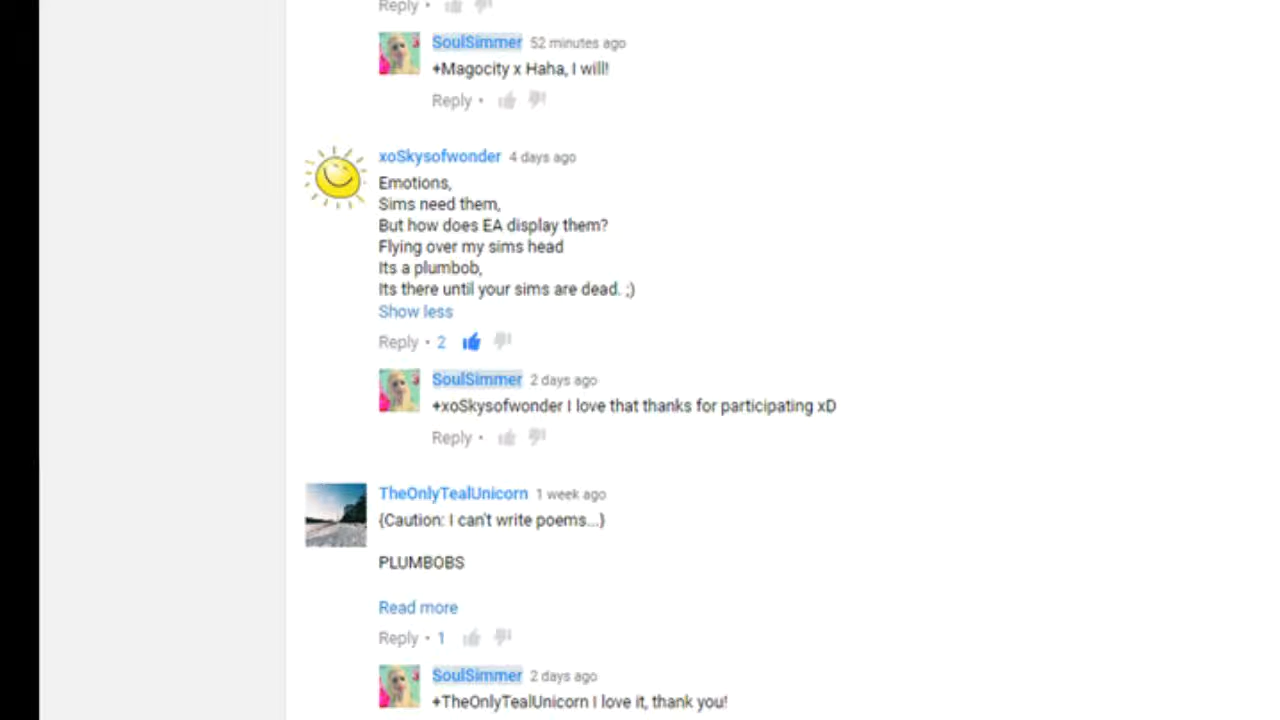 Reply •
SoulSimmer 52 minutes ago
+Magocity x Haha, I will!
Reply •
xoSkysofwonder 4 days ago
Emotions,
Sims need them,
But how does EA display them?
Flying over my sims head
Its a plumbob,
Its there until your sims are dead. ;)
Show less
Reply • 2
SoulSimmer 2 days ago
+xoSkysofwonder I love that thanks for participating xD
Reply •
TheOnlyTealUnicorn 1 week ago
{Caution: I can't write poems...}
PLUMBOBS
Read more
Reply • 1
SoulSimmer 2 days ago
+TheOnlyTealUnicorn I love it, thank you!